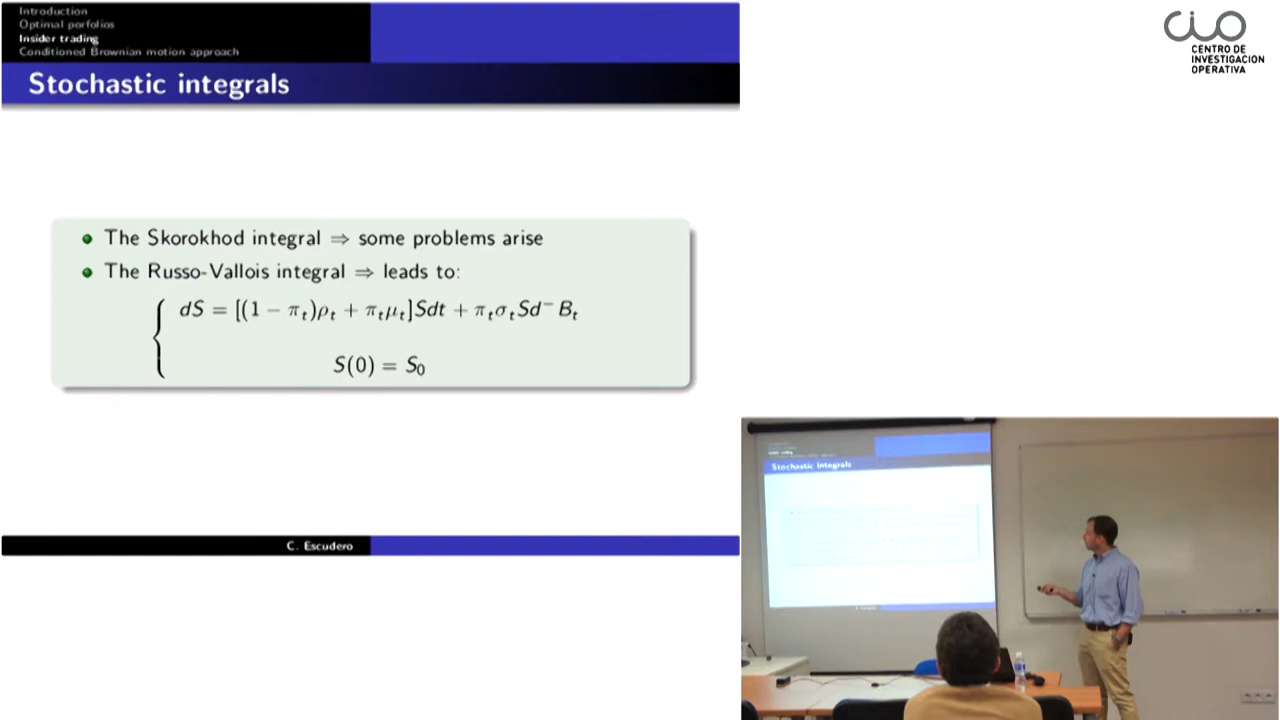 Introduction
Optimal porfolios
Insider trading
Conditioned Brownian motion approach
Stochastic integrals
The Skorokhod integral ⇒ some problems arise
The Russo-Vallois integral ⇒ leads to:
dS = [(1 − π_t)ρ_t + π_tμ_t]Sdt + π_tσ_tSd⁻B_t
S(0) = S₀
C. Escudero
CIO
CENTRO DE
INVESTIGACION
OPERATIVA
Stochastic integrals